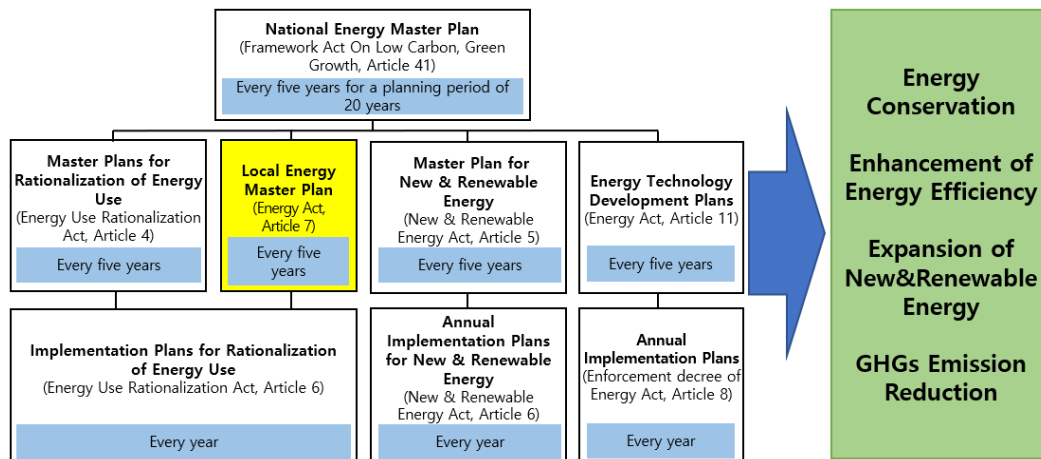 National Energy Master Plan
(Framework Act On Low Carbon, Green
Growth, Article 41)
Every five years for a planning period of
20 years
Master Plans for
Rationalization of Energy
Use
(Energy Use Rationalization
Act, Article 4)
Every five years
Local Energy
Master Plan
(Energy Act,
Article 7)
Every five
years
Master Plan for
New & Renewable
Energy
(New & Renewable
Energy Act, Article 5)
Every five years
Energy Technology
Development Plans
(Energy Act, Article 11)
Every five years
Implementation Plans for Rationalization
of Energy Use
(Energy Use Rationalization Act, Article 6)
Every year
Annual
Implementation Plans
for New & Renewable
Energy
(New & Renewable
Energy Act, Article 6)
Every year
Annual
Implementation Plans
(Enforcement decree of
Energy Act, Article 8)
Every year
Energy
Conservation
Enhancement of
Energy Efficiency
Expansion of
New&Renewable
Energy
GHGs Emission
Reduction